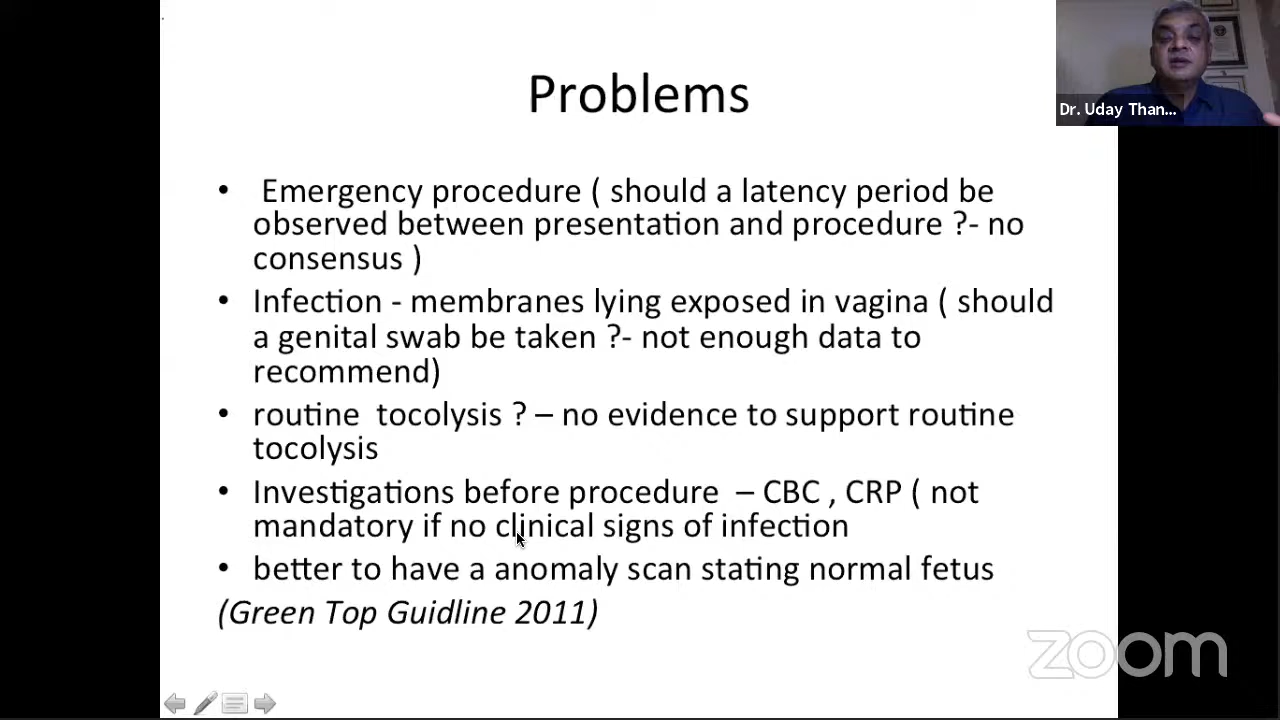 Problems
Dr. Uday Than...
• Emergency procedure ( should a latency period be
observed between presentation and procedure ?- no
consensus )
• Infection - membranes lying exposed in vagina ( should
a genital swab be taken ?- not enough data to
recommend)
• routine tocolysis ? – no evidence to support routine
tocolysis
• Investigations before procedure – CBC , CRP ( not
mandatory if no clinical signs of infection
• better to have a anomaly scan stating normal fetus
(Green Top Guidline 2011)
zoom